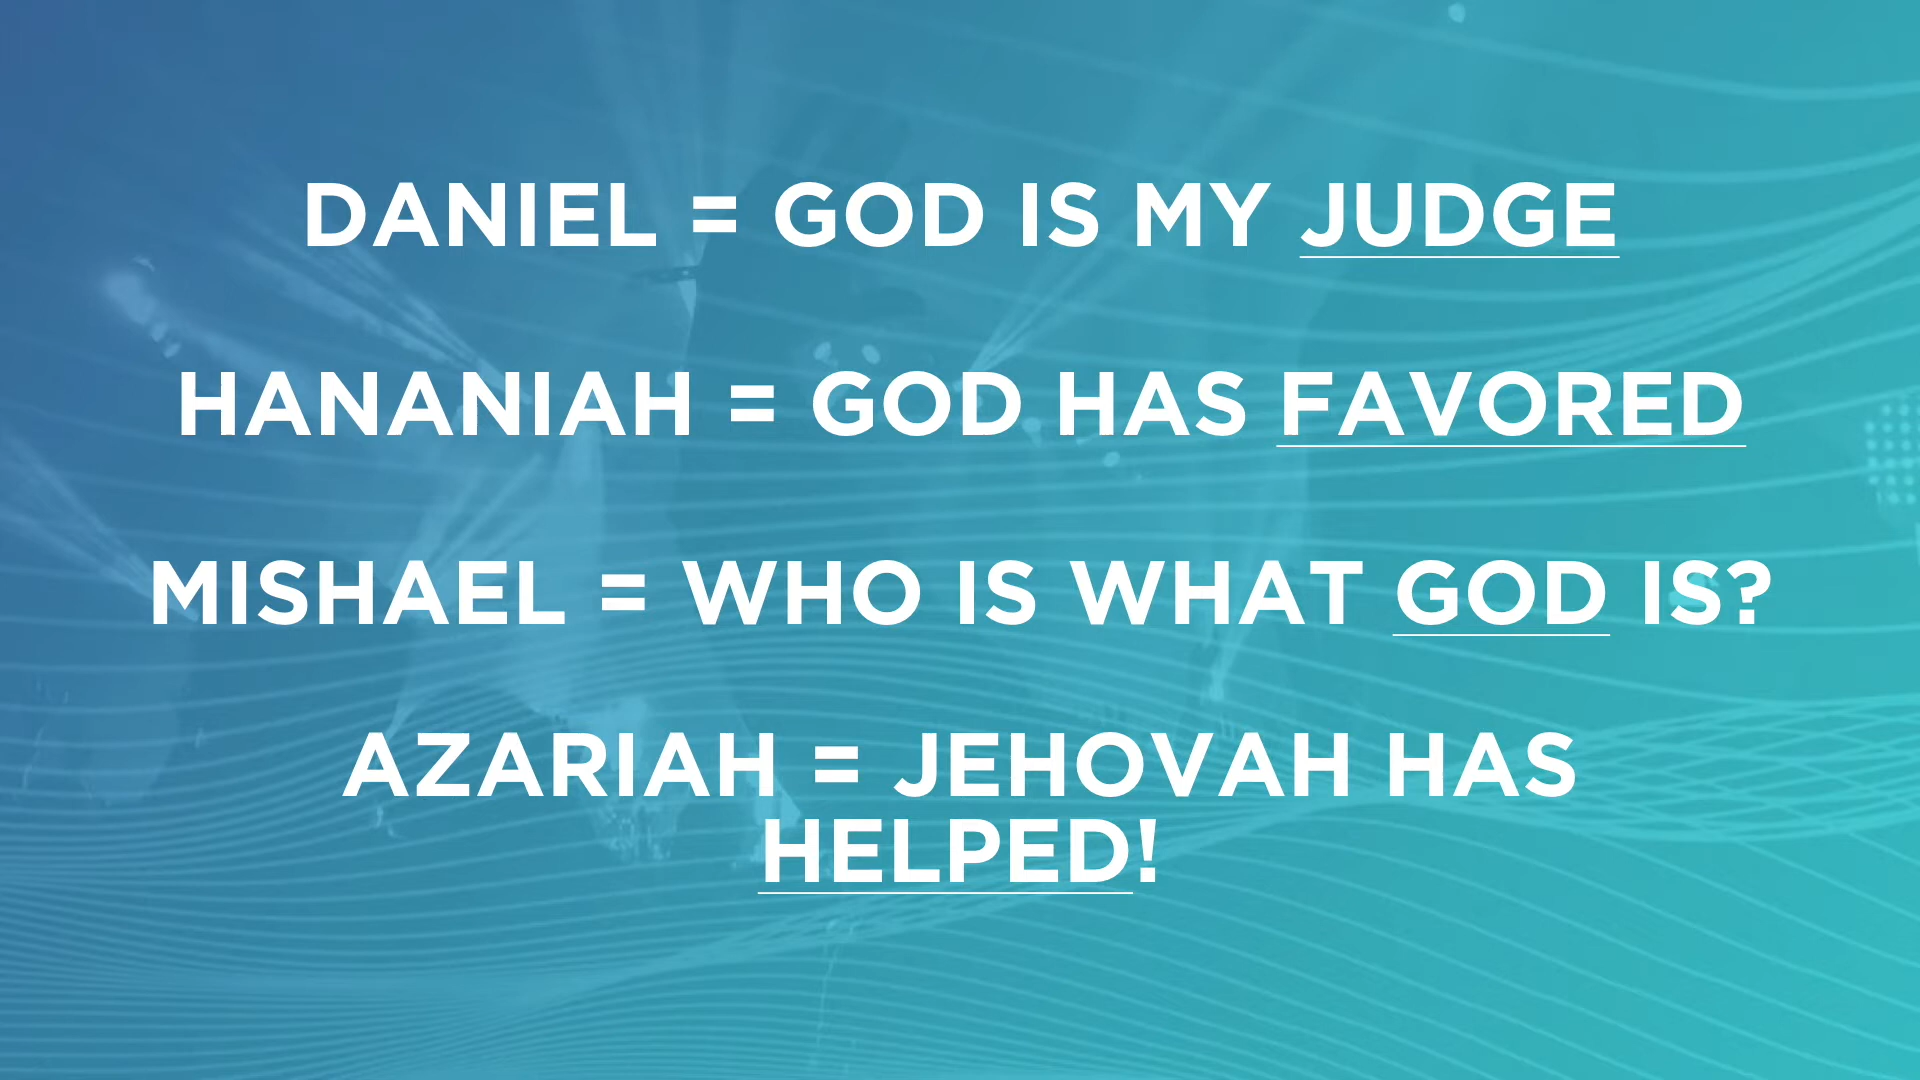 DANIEL = GOD IS MY JUDGE
HANANIAH = GOD HAS FAVORED
MISHAEL = WHO IS WHAT GOD IS?
AZARIAH = JEHOVAH HAS
HELPED!